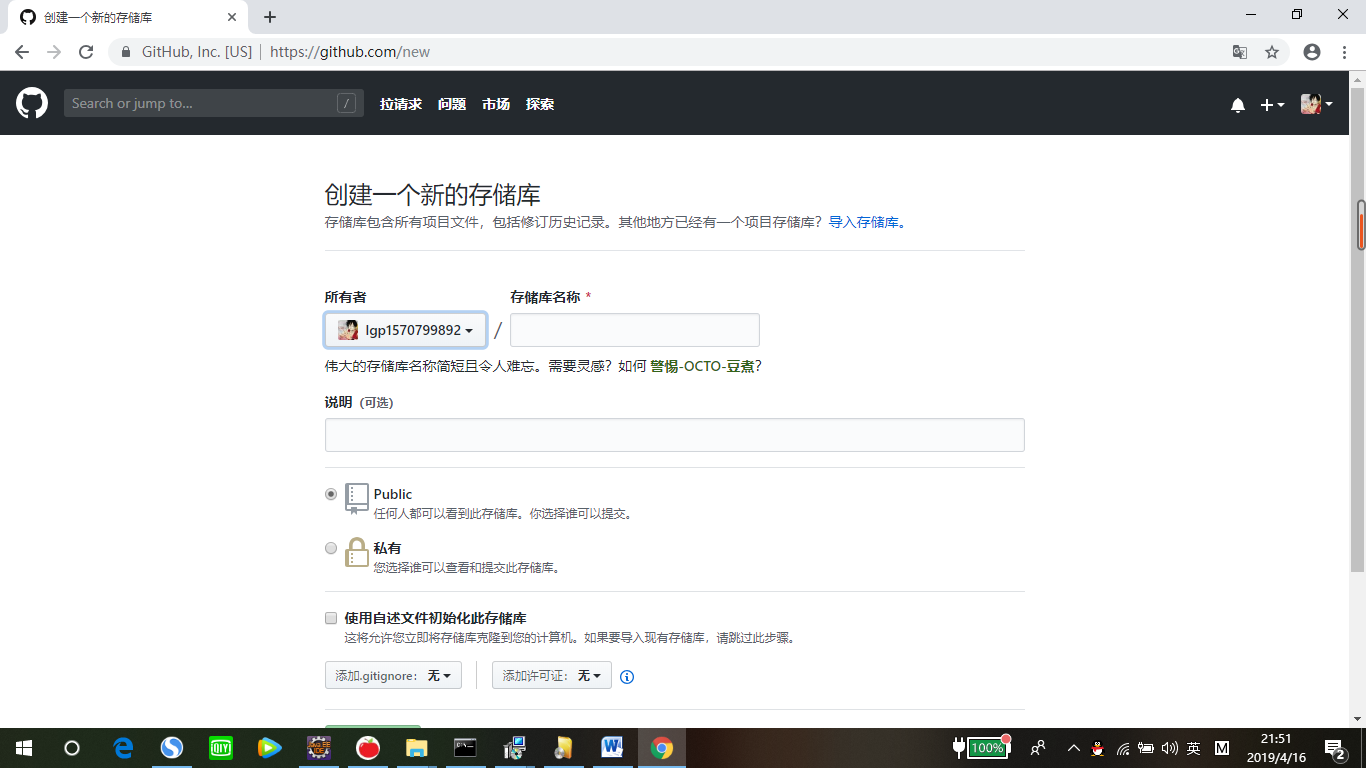 创建一个新的存储库
GitHub, Inc. [US] | https://github.com/new
Search or jump to... /
拉请求 问题 市场 探索
创建一个新的存储库
存储库包含所有项目文件，包括修订历史记录。其他地方已经有一个项目存储库？导入存储库。
所有者 存储库名称 *
lgp1570799892 /
伟大的存储库名称简短且令人难忘。需要灵感？如何 警惕-OCTO-豆煮?
说明 (可选)
Public
任何人都可以看到此存储库。你选择谁可以提交。
私有
您选择谁可以查看和提交此存储库。
使用自述文件初始化此存储库
这将允许您立即将存储库克隆到您的计算机。如果要导入现有存储库，请跳过此步骤。
添加.gitignore： 无 添加许可证： 无
DIY
JAVA EE
IDE
100%
英 M
21:51
2019/4/16
2